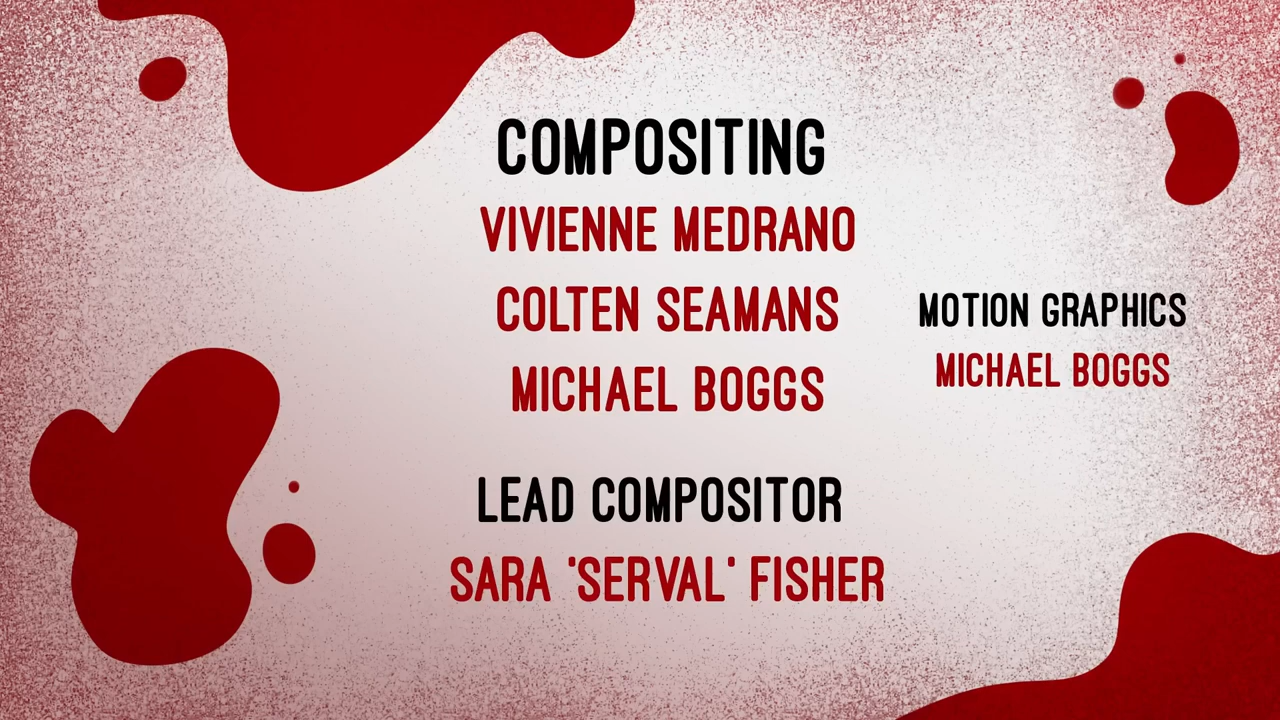 COMPOSITING
VIVIENNE MEDRANO
COLTEN SEAMANS
MICHAEL BOGGS
MOTION GRAPHICS
MICHAEL BOGGS
LEAD COMPOSITOR
SARA 'SERVAL' FISHER